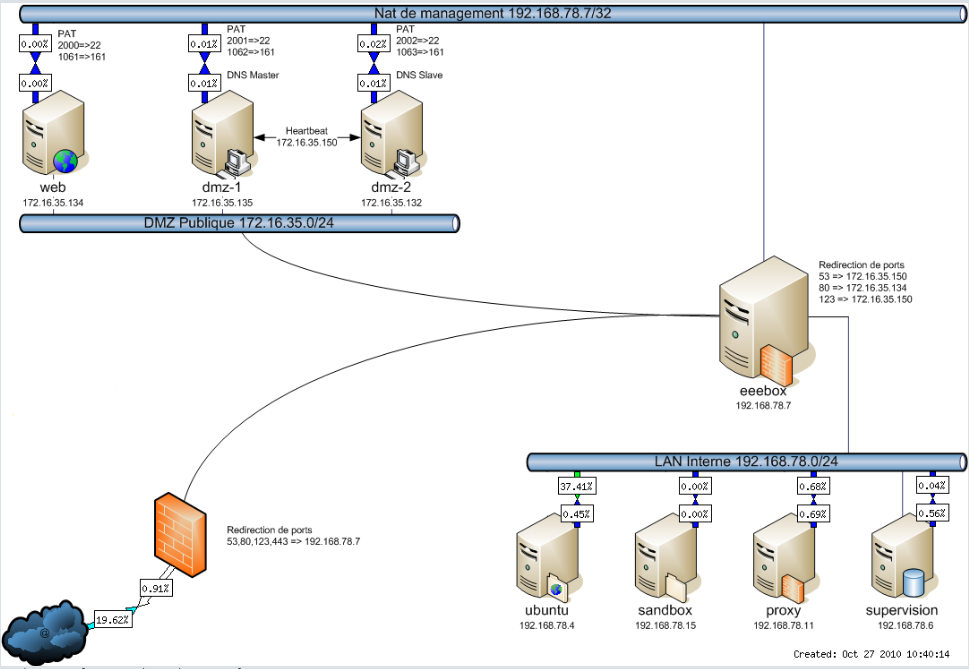 Nat de management 192.168.78.7/32
PAT
2000=>22
1061=>161
0.00%
0.00%
PAT
2001=>22
1062=>161
0.01%
DNS Master
0.01%
PAT
2002=>22
1063=>161
0.02%
DNS Slave
0.01%
Heartbeat
172.16.35.150
web
172.16.35.134
dmz-1
172.16.35.135
dmz-2
172.16.35.132
DMZ Publique 172.16.35.0/24
Redirection de ports
53 => 172.16.35.150
80 => 172.16.35.134
123 => 172.16.35.150
eeebox
192.168.78.7
LAN Interne 192.168.78.0/24
37.41%
0.45%
0.00%
0.00%
0.68%
0.69%
0.04%
0.56%
ubuntu
192.168.78.4
sandbox
192.168.78.15
proxy
192.168.78.11
supervision
192.168.78.6
Redirection de ports
53,80,123,443 => 192.168.78.7
0.91%
19.62%
@
Created: Oct 27 2010 10:40:14